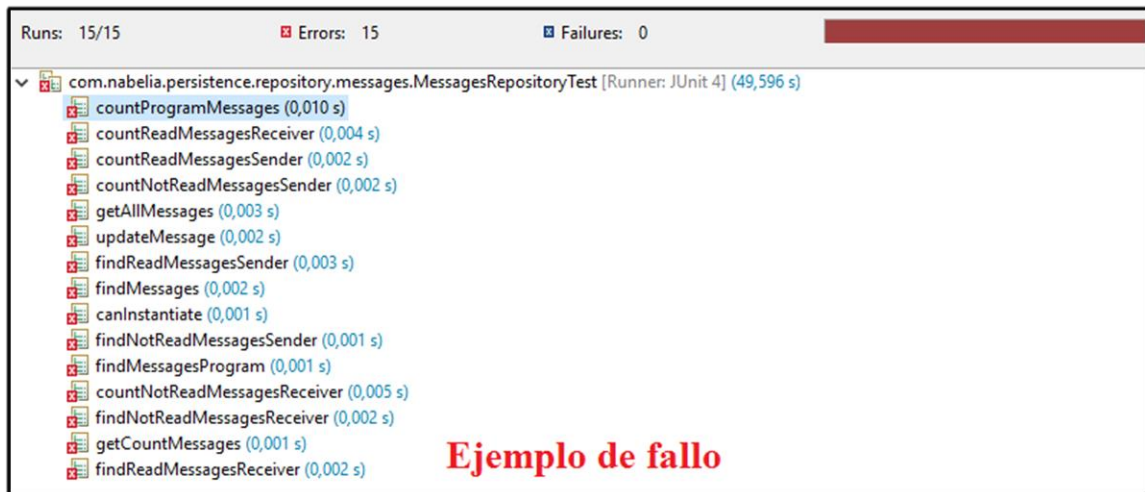 Runs: 15/15 Errors: 15 Failures: 0
com.nabelia.persistence.repository.messages.MessagesRepositoryTest [Runner: JUnit 4] (49,596 s)
countProgramMessages (0,010 s)
countReadMessagesReceiver (0,004 s)
countReadMessagesSender (0,002 s)
countNotReadMessagesSender (0,002 s)
getAllMessages (0,003 s)
updateMessage (0,002 s)
findReadMessagesSender (0,003 s)
findMessages (0,002 s)
canInstantiate (0,001 s)
findNotReadMessagesSender (0,001 s)
findMessagesProgram (0,001 s)
countNotReadMessagesReceiver (0,005 s)
findNotReadMessagesReceiver (0,002 s)
getCountMessages (0,001 s)
findReadMessagesReceiver (0,002 s)
Ejemplo de fallo